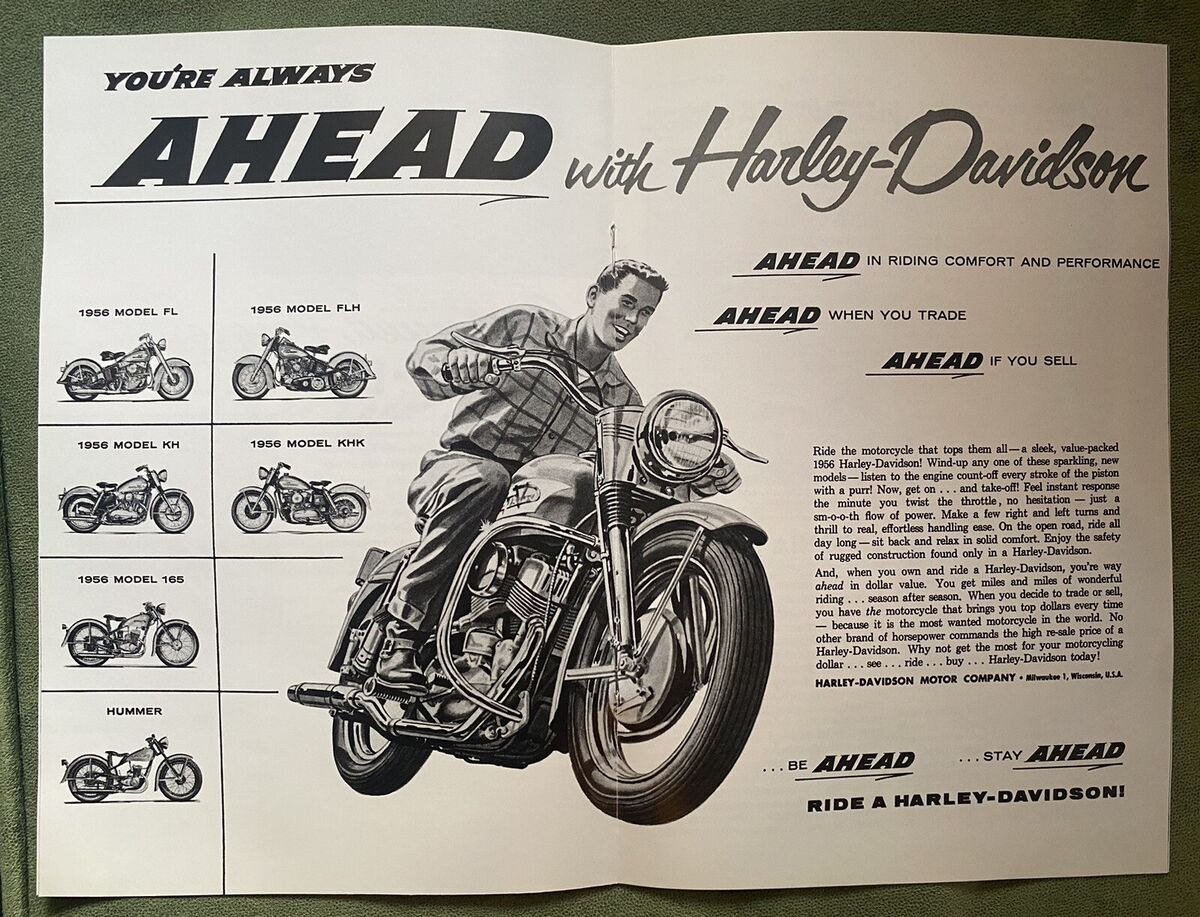 YOU'RE ALWAYS
AHEAD with Harley-Davidson
AHEAD IN RIDING COMFORT AND PERFORMANCE
AHEAD WHEN YOU TRADE
AHEAD IF YOU SELL
1956 MODEL FL
1956 MODEL FLH
1956 MODEL KH
1956 MODEL KHK
1956 MODEL 165
HUMMER
Ride the motorcycle that tops them all — a sleek, value-packed
1956 Harley-Davidson! Wind-up any one of these sparkling, new
models — listen to the engine count-off every stroke of the piston
with a purr! Now, get on . . . and take-off! Feel instant response
the minute you twist the throttle, no hesitation — just a
sm-o-o-th flow of power. Make a few right and left turns and
thrill to real, effortless handling ease. On the open road, ride all
day long — sit back and relax in solid comfort. Enjoy the safety
of rugged construction found only in a Harley-Davidson.
And, when you own and ride a Harley-Davidson, you're way
ahead in dollar value. You get miles and miles of wonderful
riding . . . season after season. When you decide to trade or sell,
you have the motorcycle that brings you top dollars every time
— because it is the most wanted motorcycle in the world. No
other brand of horsepower commands the high re-sale price of a
Harley-Davidson. Why not get the most for your motorcycling
dollar . . . see . . . ride . . . buy . . . Harley-Davidson today!
HARLEY-DAVIDSON MOTOR COMPANY • Milwaukee 1, Wisconsin, U.S.A.
. . . BE AHEAD . . . STAY AHEAD
RIDE A HARLEY-DAVIDSON!